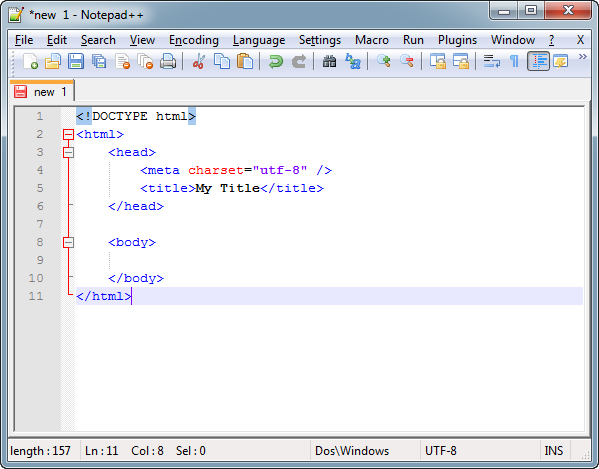 *new  1 - Notepad++
File Edit Search View Encoding Language Settings Macro Run Plugins Window ? X
new  1
1 <!DOCTYPE html>
2 <html>
3     <head>
4         <meta charset="utf-8" />
5         <title>My Title</title>
6     </head>
7
8     <body>
9
10     </body>
11 </html>
length : 157 Ln : 11 Col : 8 Sel : 0 Dos\Windows UTF-8 INS